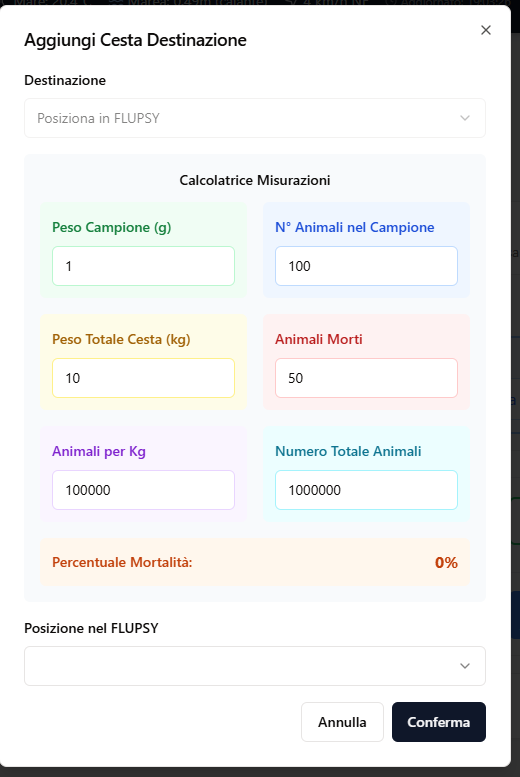 Aggiungi Cesta Destinazione
Destinazione
Posiziona in FLUPSY
Calcolatrice Misurazioni
Peso Campione (g)
N° Animali nel Campione
1
100
Peso Totale Cesta (kg)
Animali Morti
10
50
Animali per Kg
Numero Totale Animali
100000
1000000
Percentuale Mortalità:
0%
Posizione nel FLUPSY
Annulla
Conferma